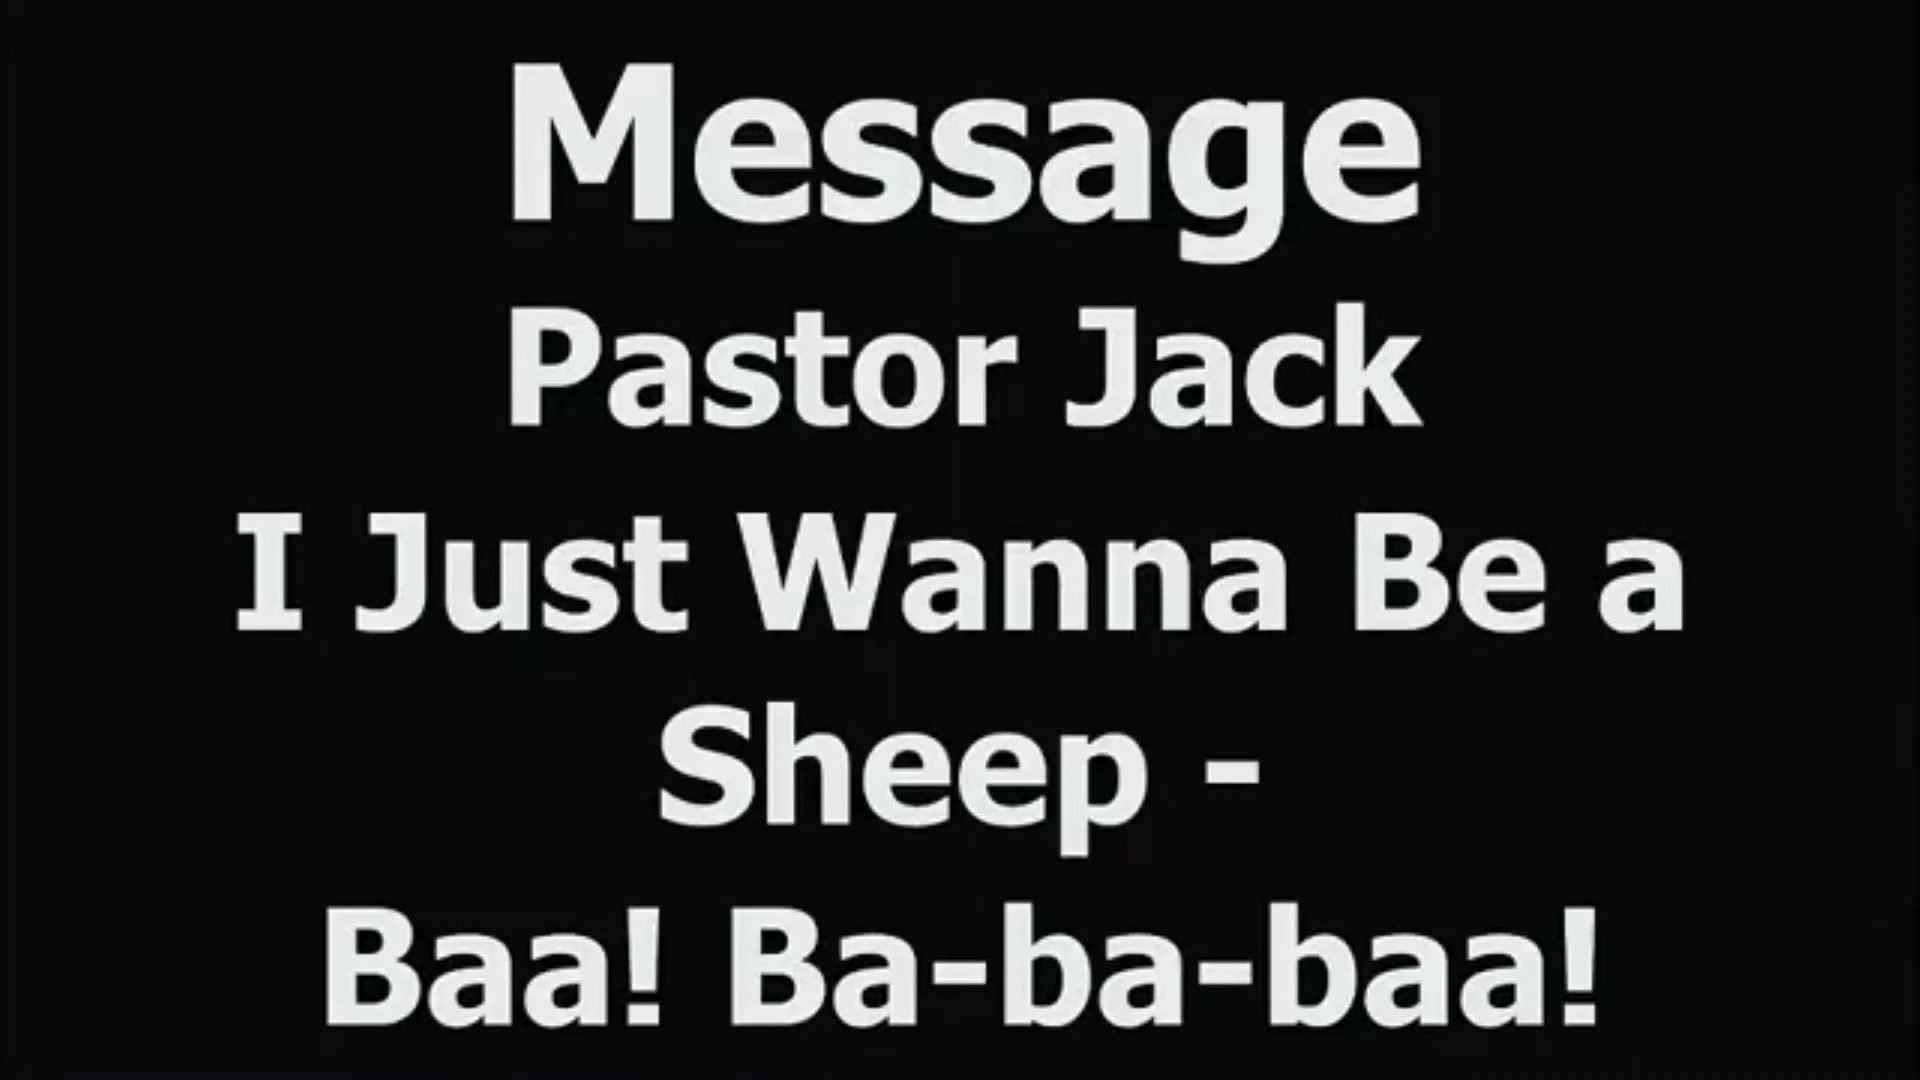 Message
Pastor Jack
I Just Wanna Be a
Sheep -
Baa! Ba-ba-baa!